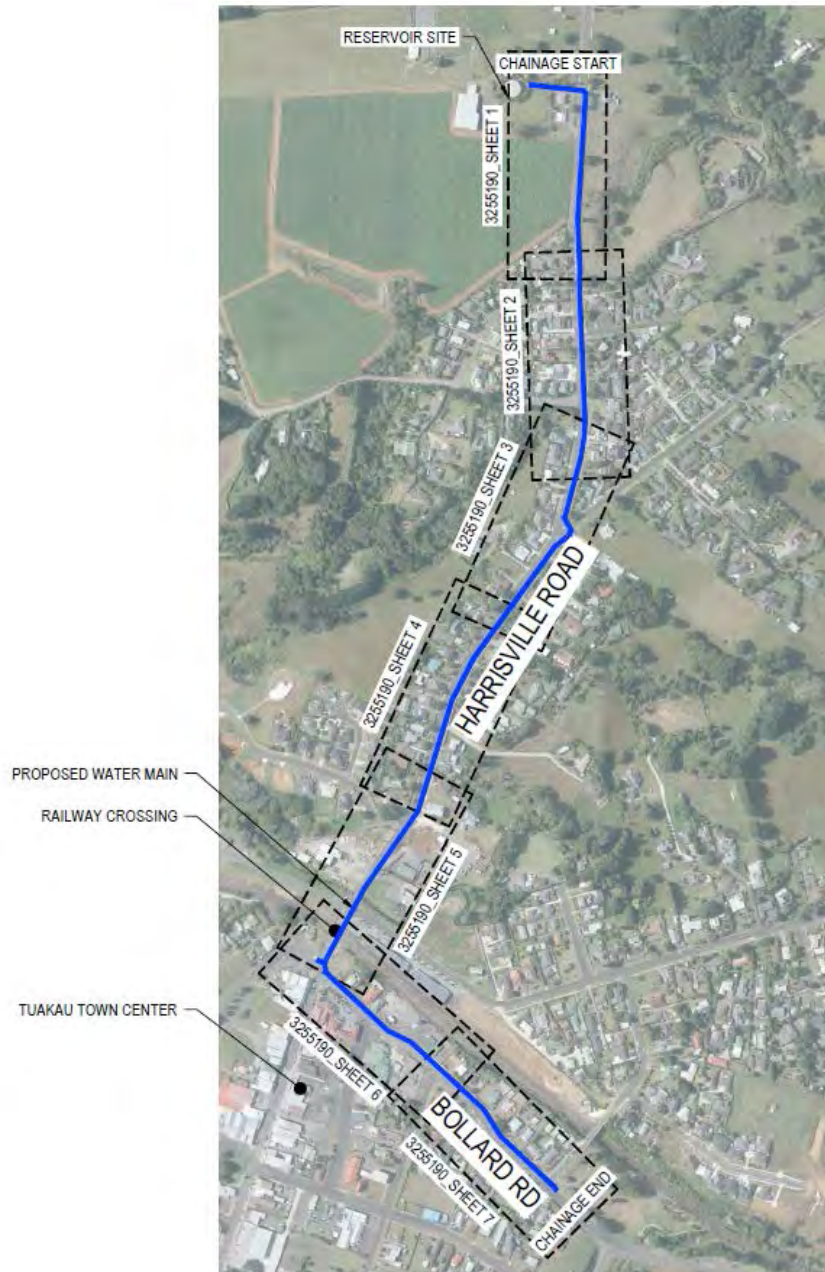 RESERVOIR SITE
CHAINAGE START
3255190_SHEET 1
3255190_SHEET 2
3255190_SHEET 3
HARRISVILLE ROAD
3255190_SHEET 4
PROPOSED WATER MAIN
RAILWAY CROSSING
3255190_SHEET 5
TUAKAU TOWN CENTER
3255190_SHEET 6
BOLLARD RD
3255190_SHEET 7
CHAINAGE END